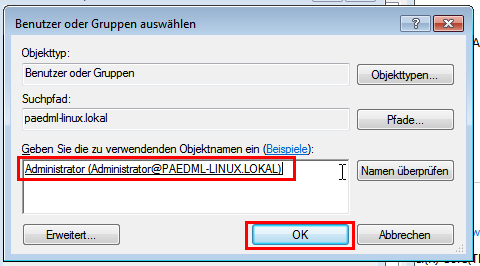 Benutzer oder Gruppen auswählen
Objekttyp:
Benutzer oder Gruppen
Objekttypen...
Suchpfad:
paedml-linux.lokal
Pfade...
Geben Sie die zu verwendenden Objektnamen ein (Beispiele):
Administrator (Administrator@PAEDML-LINUX.LOKAL)
Namen überprüfen
Erweitert...
OK
Abbrechen